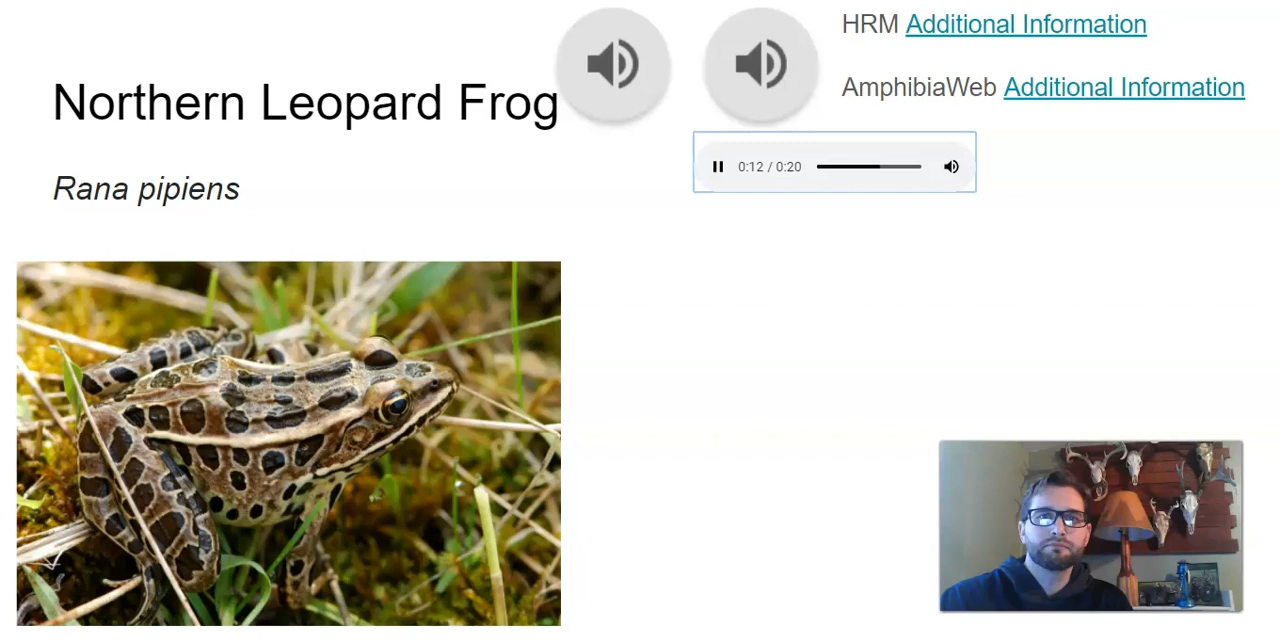 HRM Additional Information
Northern Leopard Frog
AmphibiaWeb Additional Information
0:12 / 0:20
Rana pipiens